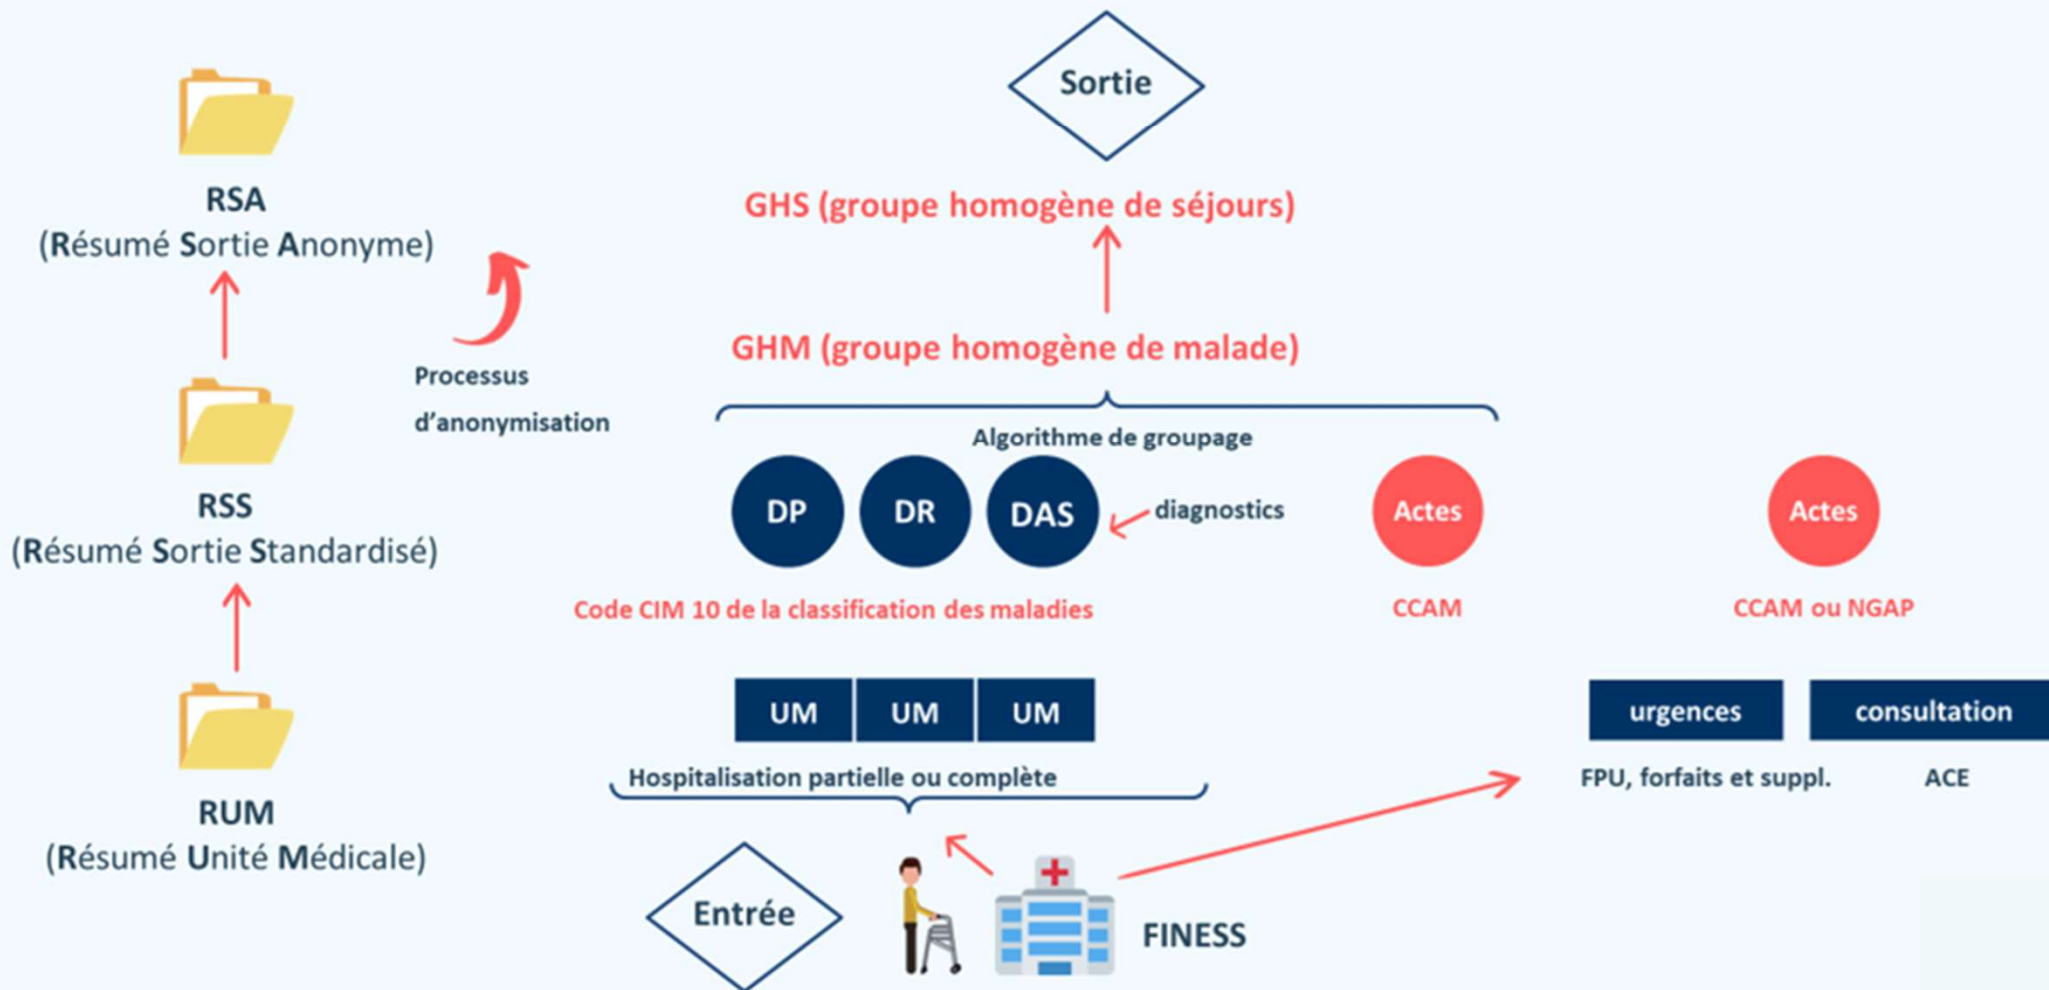 Sortie
RSA
(Résumé Sortie Anonyme)
GHS (groupe homogène de séjours)
GHM (groupe homogène de malade)
Processus
d’anonymisation
Algorithme de groupage
RSS
(Résumé Sortie Standardisé)
DP
DR
DAS
diagnostics
Actes
Actes
Code CIM 10 de la classification des maladies
CCAM
CCAM ou NGAP
UM
UM
UM
urgences
consultation
Hospitalisation partielle ou complète
FPU, forfaits et suppl.
ACE
RUM
(Résumé Unité Médicale)
Entrée
FINESS